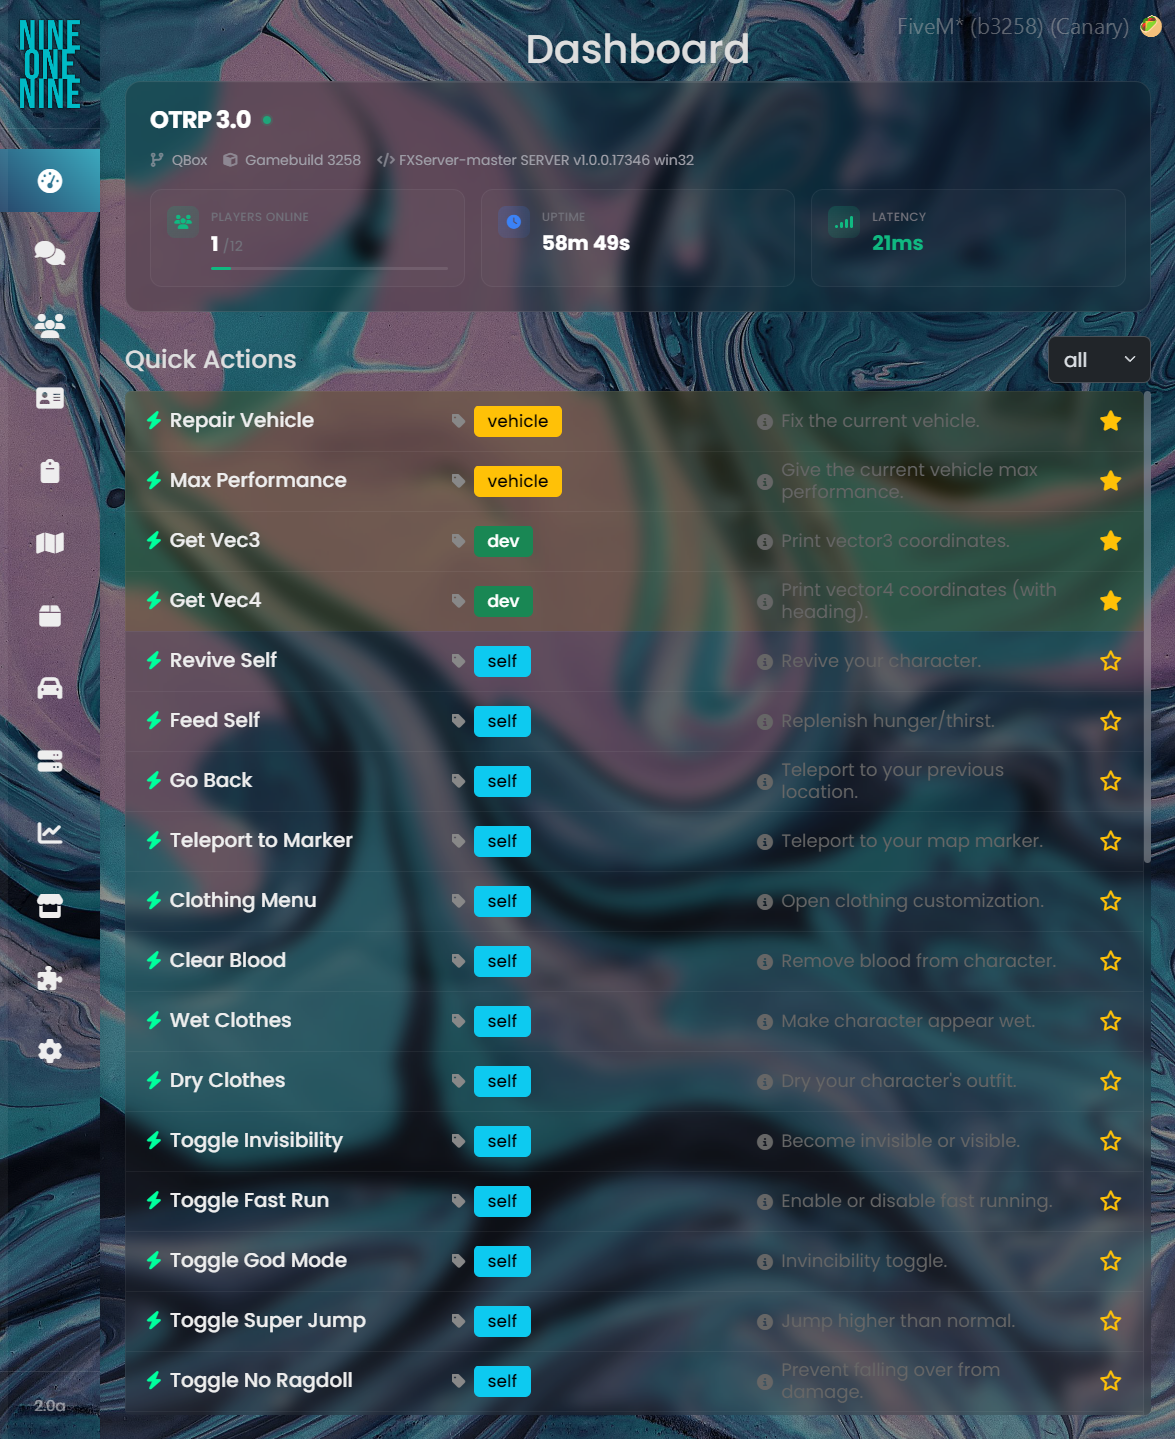 NINE
ONE
NINE
FiveM* (b3258) (Canary)
Dashboard
OTRP 3.0
QBox Gamebuild 3258 FXServer-master SERVER v1.0.0.17346 win32
PLAYERS ONLINE
1 /12
UPTIME
58m 49s
LATENCY
21ms
Quick Actions
all
Repair Vehicle vehicle Fix the current vehicle.
Max Performance vehicle Give the current vehicle max
performance.
Get Vec3 dev Print vector3 coordinates.
Get Vec4 dev Print vector4 coordinates (with
heading).
Revive Self self Revive your character.
Feed Self self Replenish hunger/thirst.
Go Back self Teleport to your previous
location.
Teleport to Marker self Teleport to your map marker.
Clothing Menu self Open clothing customization.
Clear Blood self Remove blood from character.
Wet Clothes self Make character appear wet.
Dry Clothes self Dry your character's outfit.
Toggle Invisibility self Become invisible or visible.
Toggle Fast Run self Enable or disable fast running.
Toggle God Mode self Invincibility toggle.
Toggle Super Jump self Jump higher than normal.
Toggle No Ragdoll self Prevent falling over from
damage.